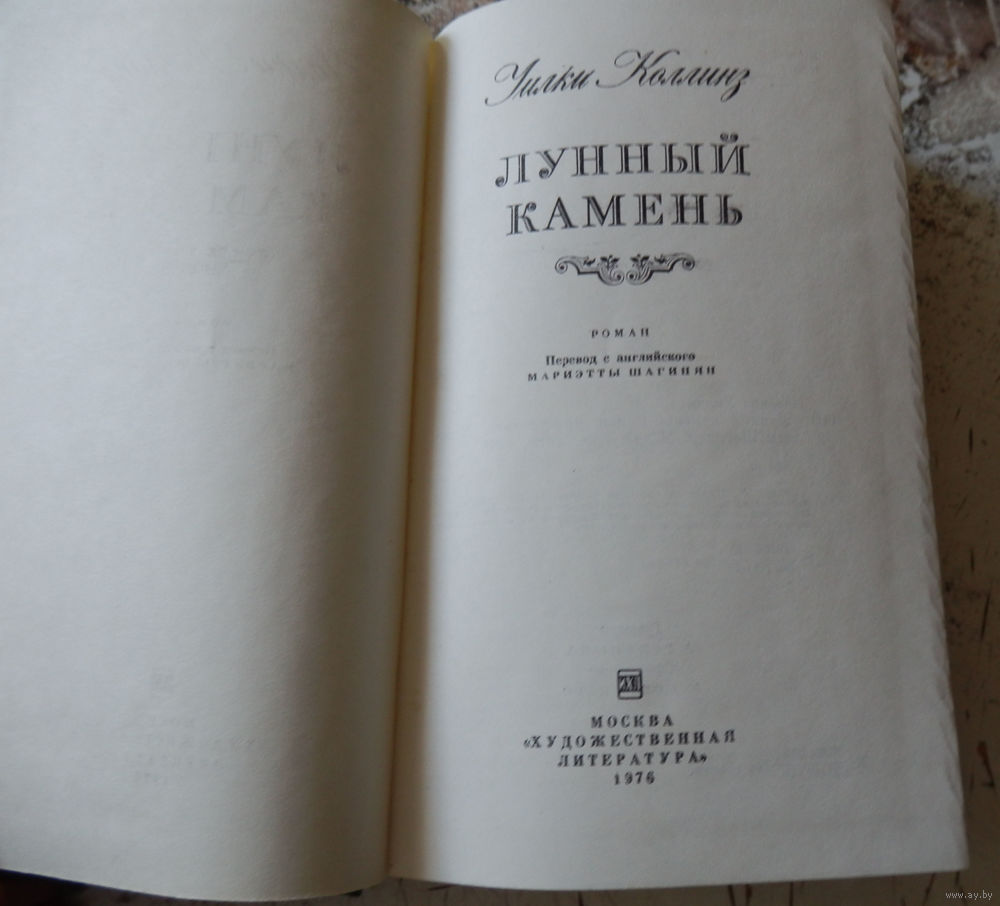 Уилки Коллинз
ЛУННЫЙ
КАМЕНЬ
РОМАН
Перевод с английского
МАРИЭТТЫ ШАГИНЯН
МОСКВА
«ХУДОЖЕСТВЕННАЯ
ЛИТЕРАТУРА»
1976
www.ay.by